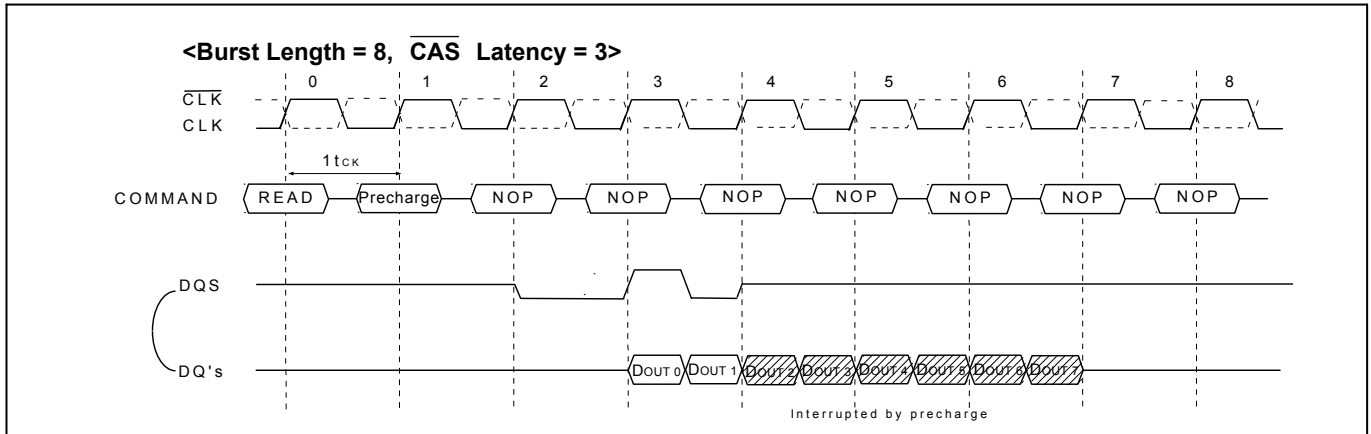 <Burst Length = 8, CAS Latency = 3>
0 1 2 3 4 5 6 7 8
CLK
CLK
1tCK
COMMAND READ Precharge NOP NOP NOP NOP NOP NOP NOP
DQS
DQ's DOUT 0 DOUT 1 DOUT 2 DOUT 3 DOUT 4 DOUT 5 DOUT 6 DOUT 7
Interrupted by precharge